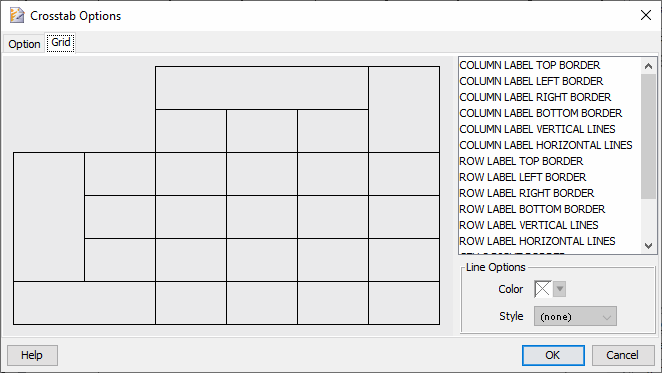 Crosstab Options
Option
Grid
COLUMN LABEL TOP BORDER
COLUMN LABEL LEFT BORDER
COLUMN LABEL RIGHT BORDER
COLUMN LABEL BOTTOM BORDER
COLUMN LABEL VERTICAL LINES
COLUMN LABEL HORIZONTAL LINES
ROW LABEL TOP BORDER
ROW LABEL LEFT BORDER
ROW LABEL RIGHT BORDER
ROW LABEL BOTTOM BORDER
ROW LABEL VERTICAL LINES
ROW LABEL HORIZONTAL LINES
Line Options
Color
Style
(none)
Help
OK
Cancel